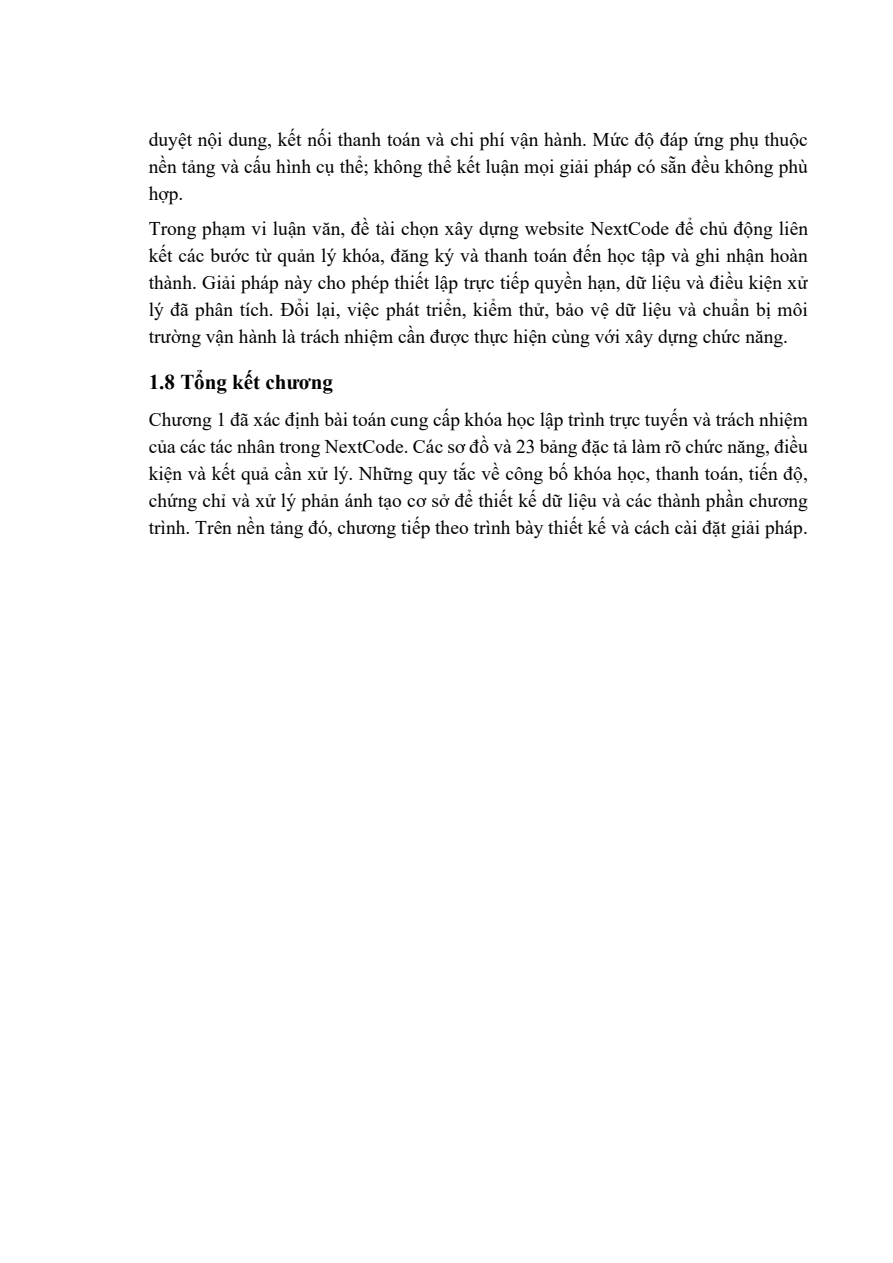 duyệt nội dung, kết nối thanh toán và chi phí vận hành. Mức độ đáp ứng phụ thuộc
nền tảng và cấu hình cụ thể; không thể kết luận mọi giải pháp có sẵn đều không phù
hợp.
Trong phạm vi luận văn, đề tài chọn xây dựng website NextCode để chủ động liên
kết các bước từ quản lý khóa, đăng ký và thanh toán đến học tập và ghi nhận hoàn
thành. Giải pháp này cho phép thiết lập trực tiếp quyền hạn, dữ liệu và điều kiện xử
lý đã phân tích. Đổi lại, việc phát triển, kiểm thử, bảo vệ dữ liệu và chuẩn bị môi
trường vận hành là trách nhiệm cần được thực hiện cùng với xây dựng chức năng.
1.8 Tổng kết chương
Chương 1 đã xác định bài toán cung cấp khóa học lập trình trực tuyến và trách nhiệm
của các tác nhân trong NextCode. Các sơ đồ và 23 bảng đặc tả làm rõ chức năng, điều
kiện và kết quả cần xử lý. Những quy tắc về công bố khóa học, thanh toán, tiến độ,
chứng chỉ và xử lý phản ánh tạo cơ sở để thiết kế dữ liệu và các thành phần chương
trình. Trên nền tảng đó, chương tiếp theo trình bày thiết kế và cách cài đặt giải pháp.